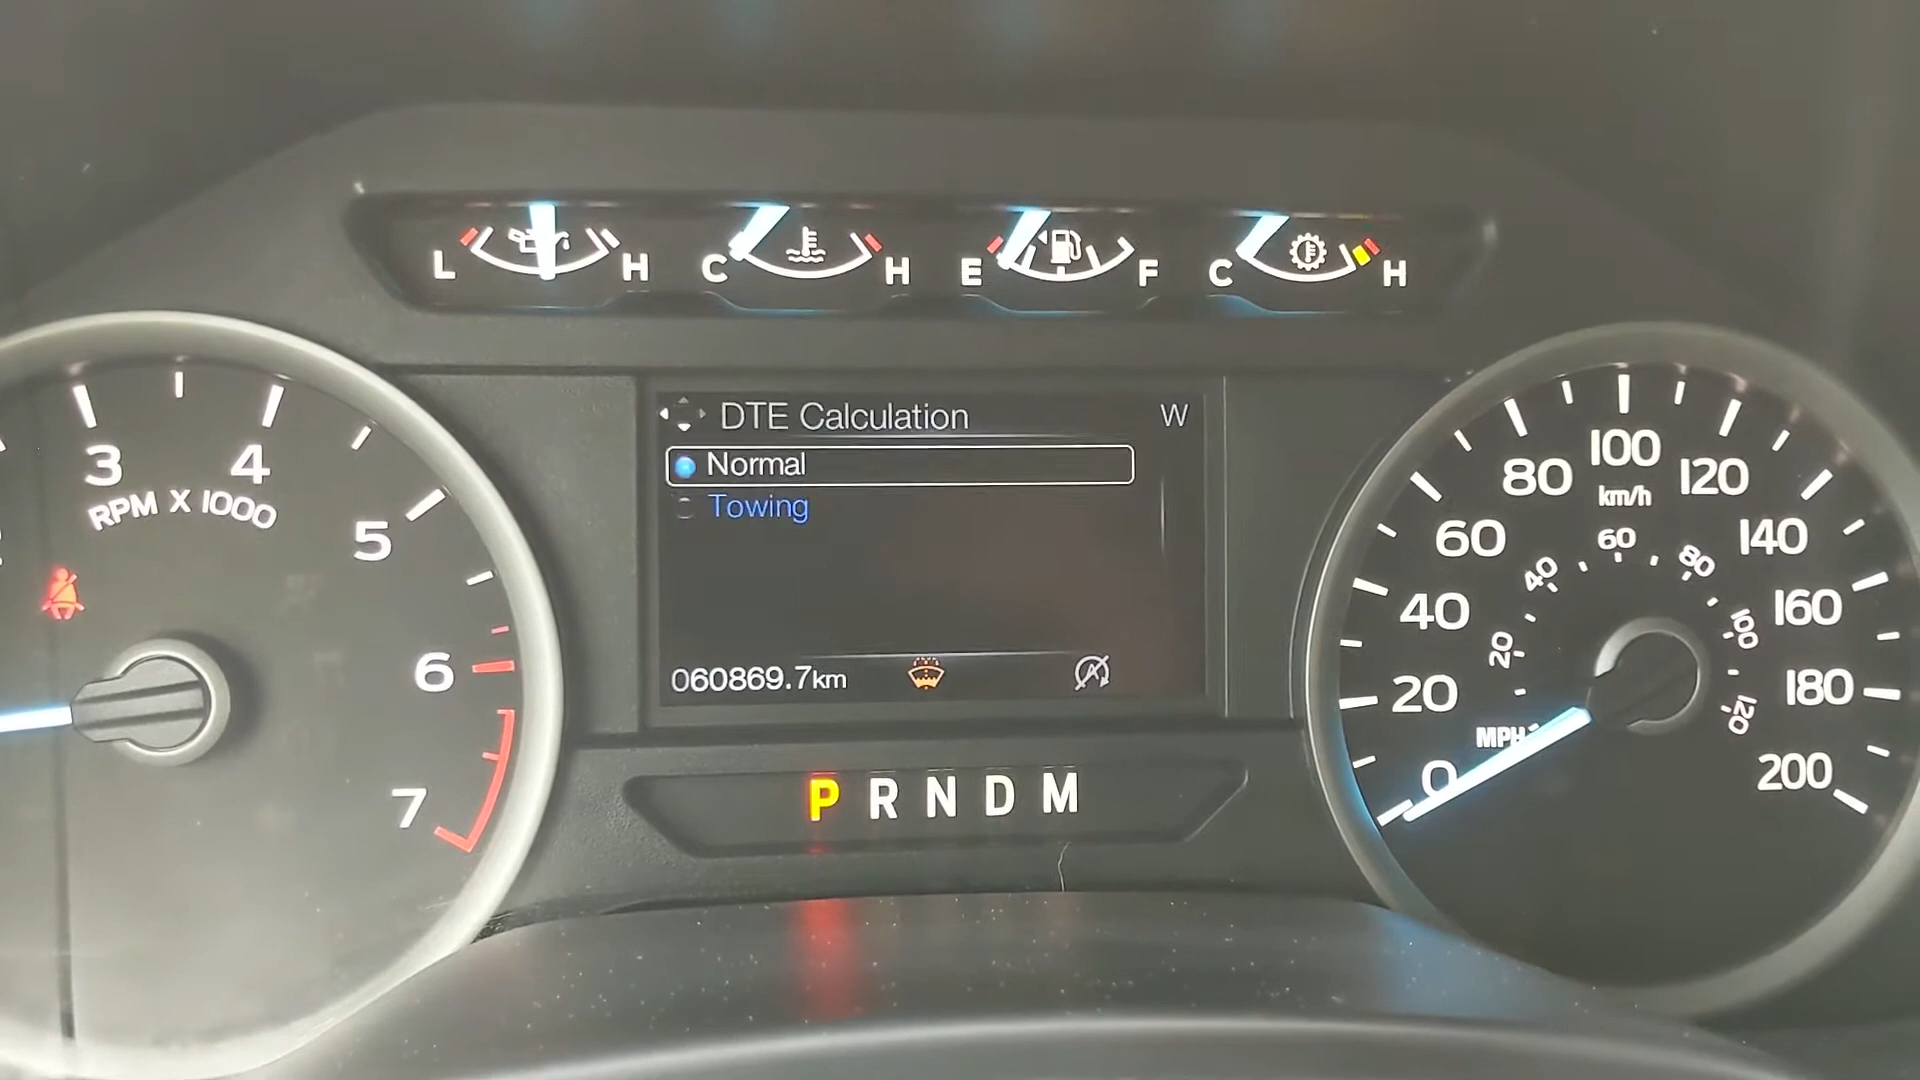 L H C H E F C H
DTE Calculation W
Normal
Towing
060869.7km
P R N D M
3 4 5 6 7
RPM X 1000
0 20 40 60 80 100 120 140 160 180 200
km/h
20 40 60 80 100 120
MPH